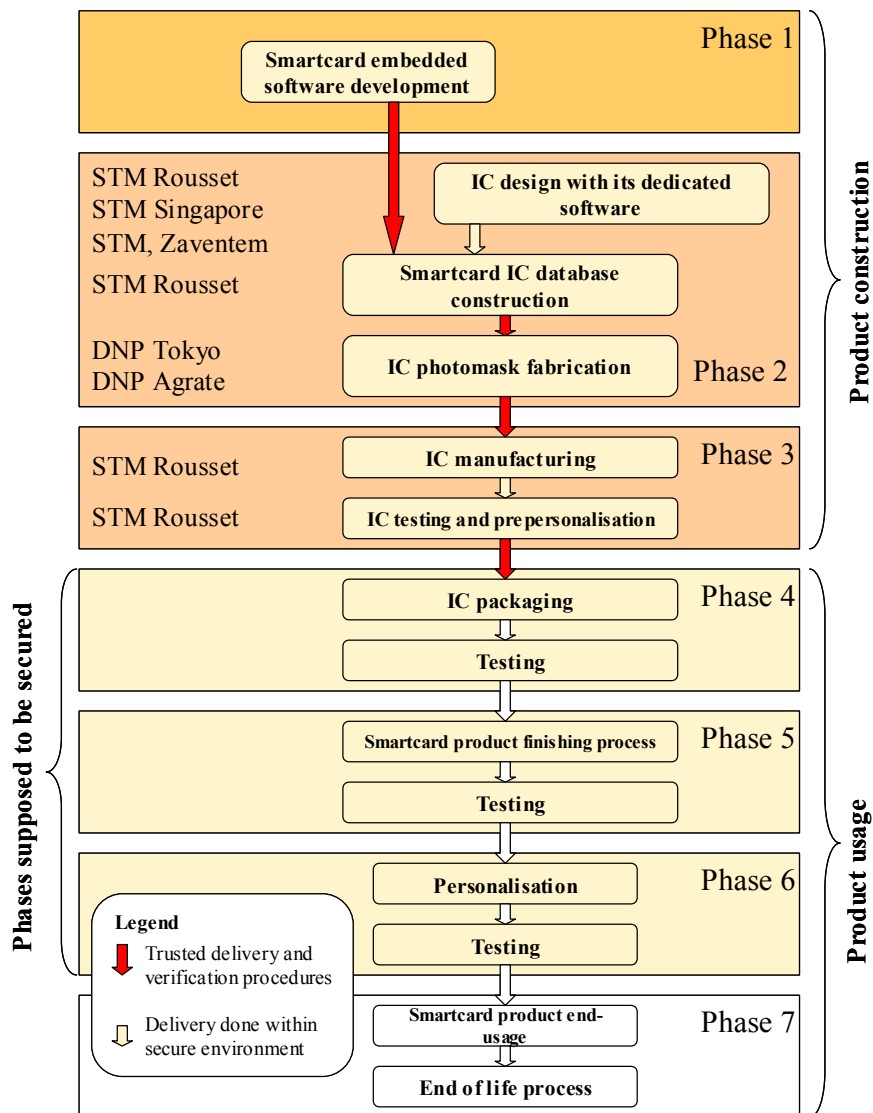 Phase 1
Smartcard embedded
software development
STM Rousset
STM Singapore
STM, Zaventem
IC design with its dedicated
software
STM Rousset
Smartcard IC database
construction
DNP Tokyo
DNP Agrate
IC photomask fabrication
Phase 2
Product construction
Phase 3
STM Rousset
IC manufacturing
STM Rousset
IC testing and prepersonalisation
Phase 4
IC packaging
Testing
Phases supposed to be secured
Phase 5
Smartcard product finishing process
Testing
Product usage
Phase 6
Personalisation
Testing
Legend
Trusted delivery and
verification procedures
Delivery done within
secure environment
Phase 7
Smartcard product end-
usage
End of life process